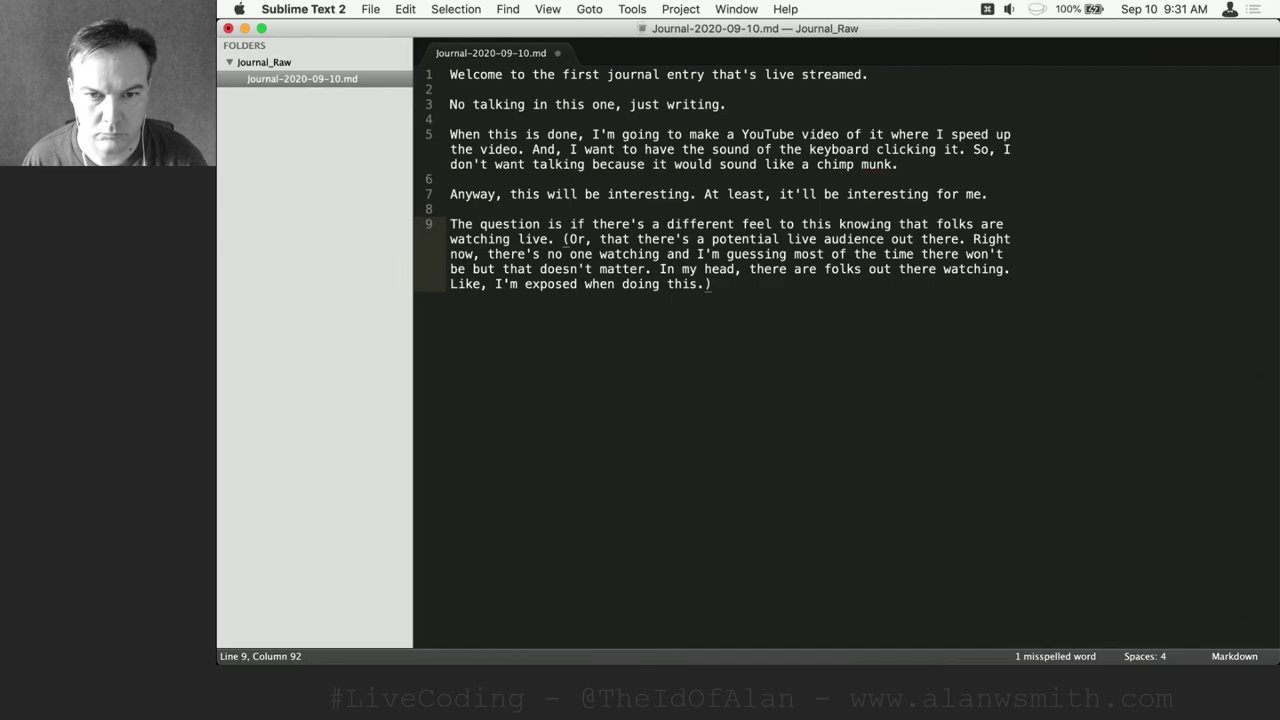 Sublime Text 2 File Edit Selection Find View Goto Tools Project Window Help 100% Sep 10 9:31 AM
Journal-2020-09-10.md — Journal_Raw
FOLDERS
Journal_Raw
Journal-2020-09-10.md
Journal-2020-09-10.md
1 Welcome to the first journal entry that's live streamed.
2
3 No talking in this one, just writing.
4
5 When this is done, I'm going to make a YouTube video of it where I speed up
the video. And, I want to have the sound of the keyboard clicking it. So, I
don't want talking because it would sound like a chimp munk.
6
7 Anyway, this will be interesting. At least, it'll be interesting for me.
8
9 The question is if there's a different feel to this knowing that folks are
watching live. (Or, that there's a potential live audience out there. Right
now, there's no one watching and I'm guessing most of the time there won't
be but that doesn't matter. In my head, there are folks out there watching.
Like, I'm exposed when doing this.)
Line 9, Column 92 1 misspelled word Spaces: 4 Markdown
#LiveCoding - @TheIdOfAlan - www.alanwsmith.com